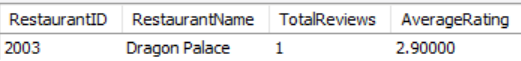 RestaurantID RestaurantName TotalReviews AverageRating
2003 Dragon Palace 1 2.90000